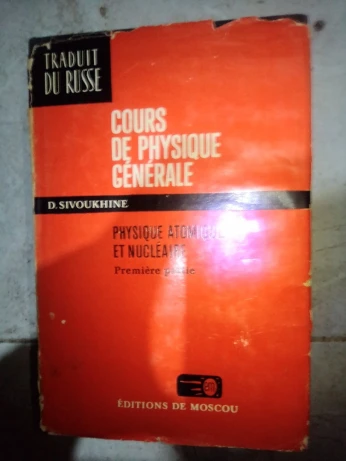 TRADUIT
DU RUSSE
COURS
DE PHYSIQUE
GÉNÉRALE
D. SIVOUKHINE
PHYSIQUE ATOMIQUE
ET NUCLÉAIRE
Première partie
ÉDITIONS DE MOSCOU